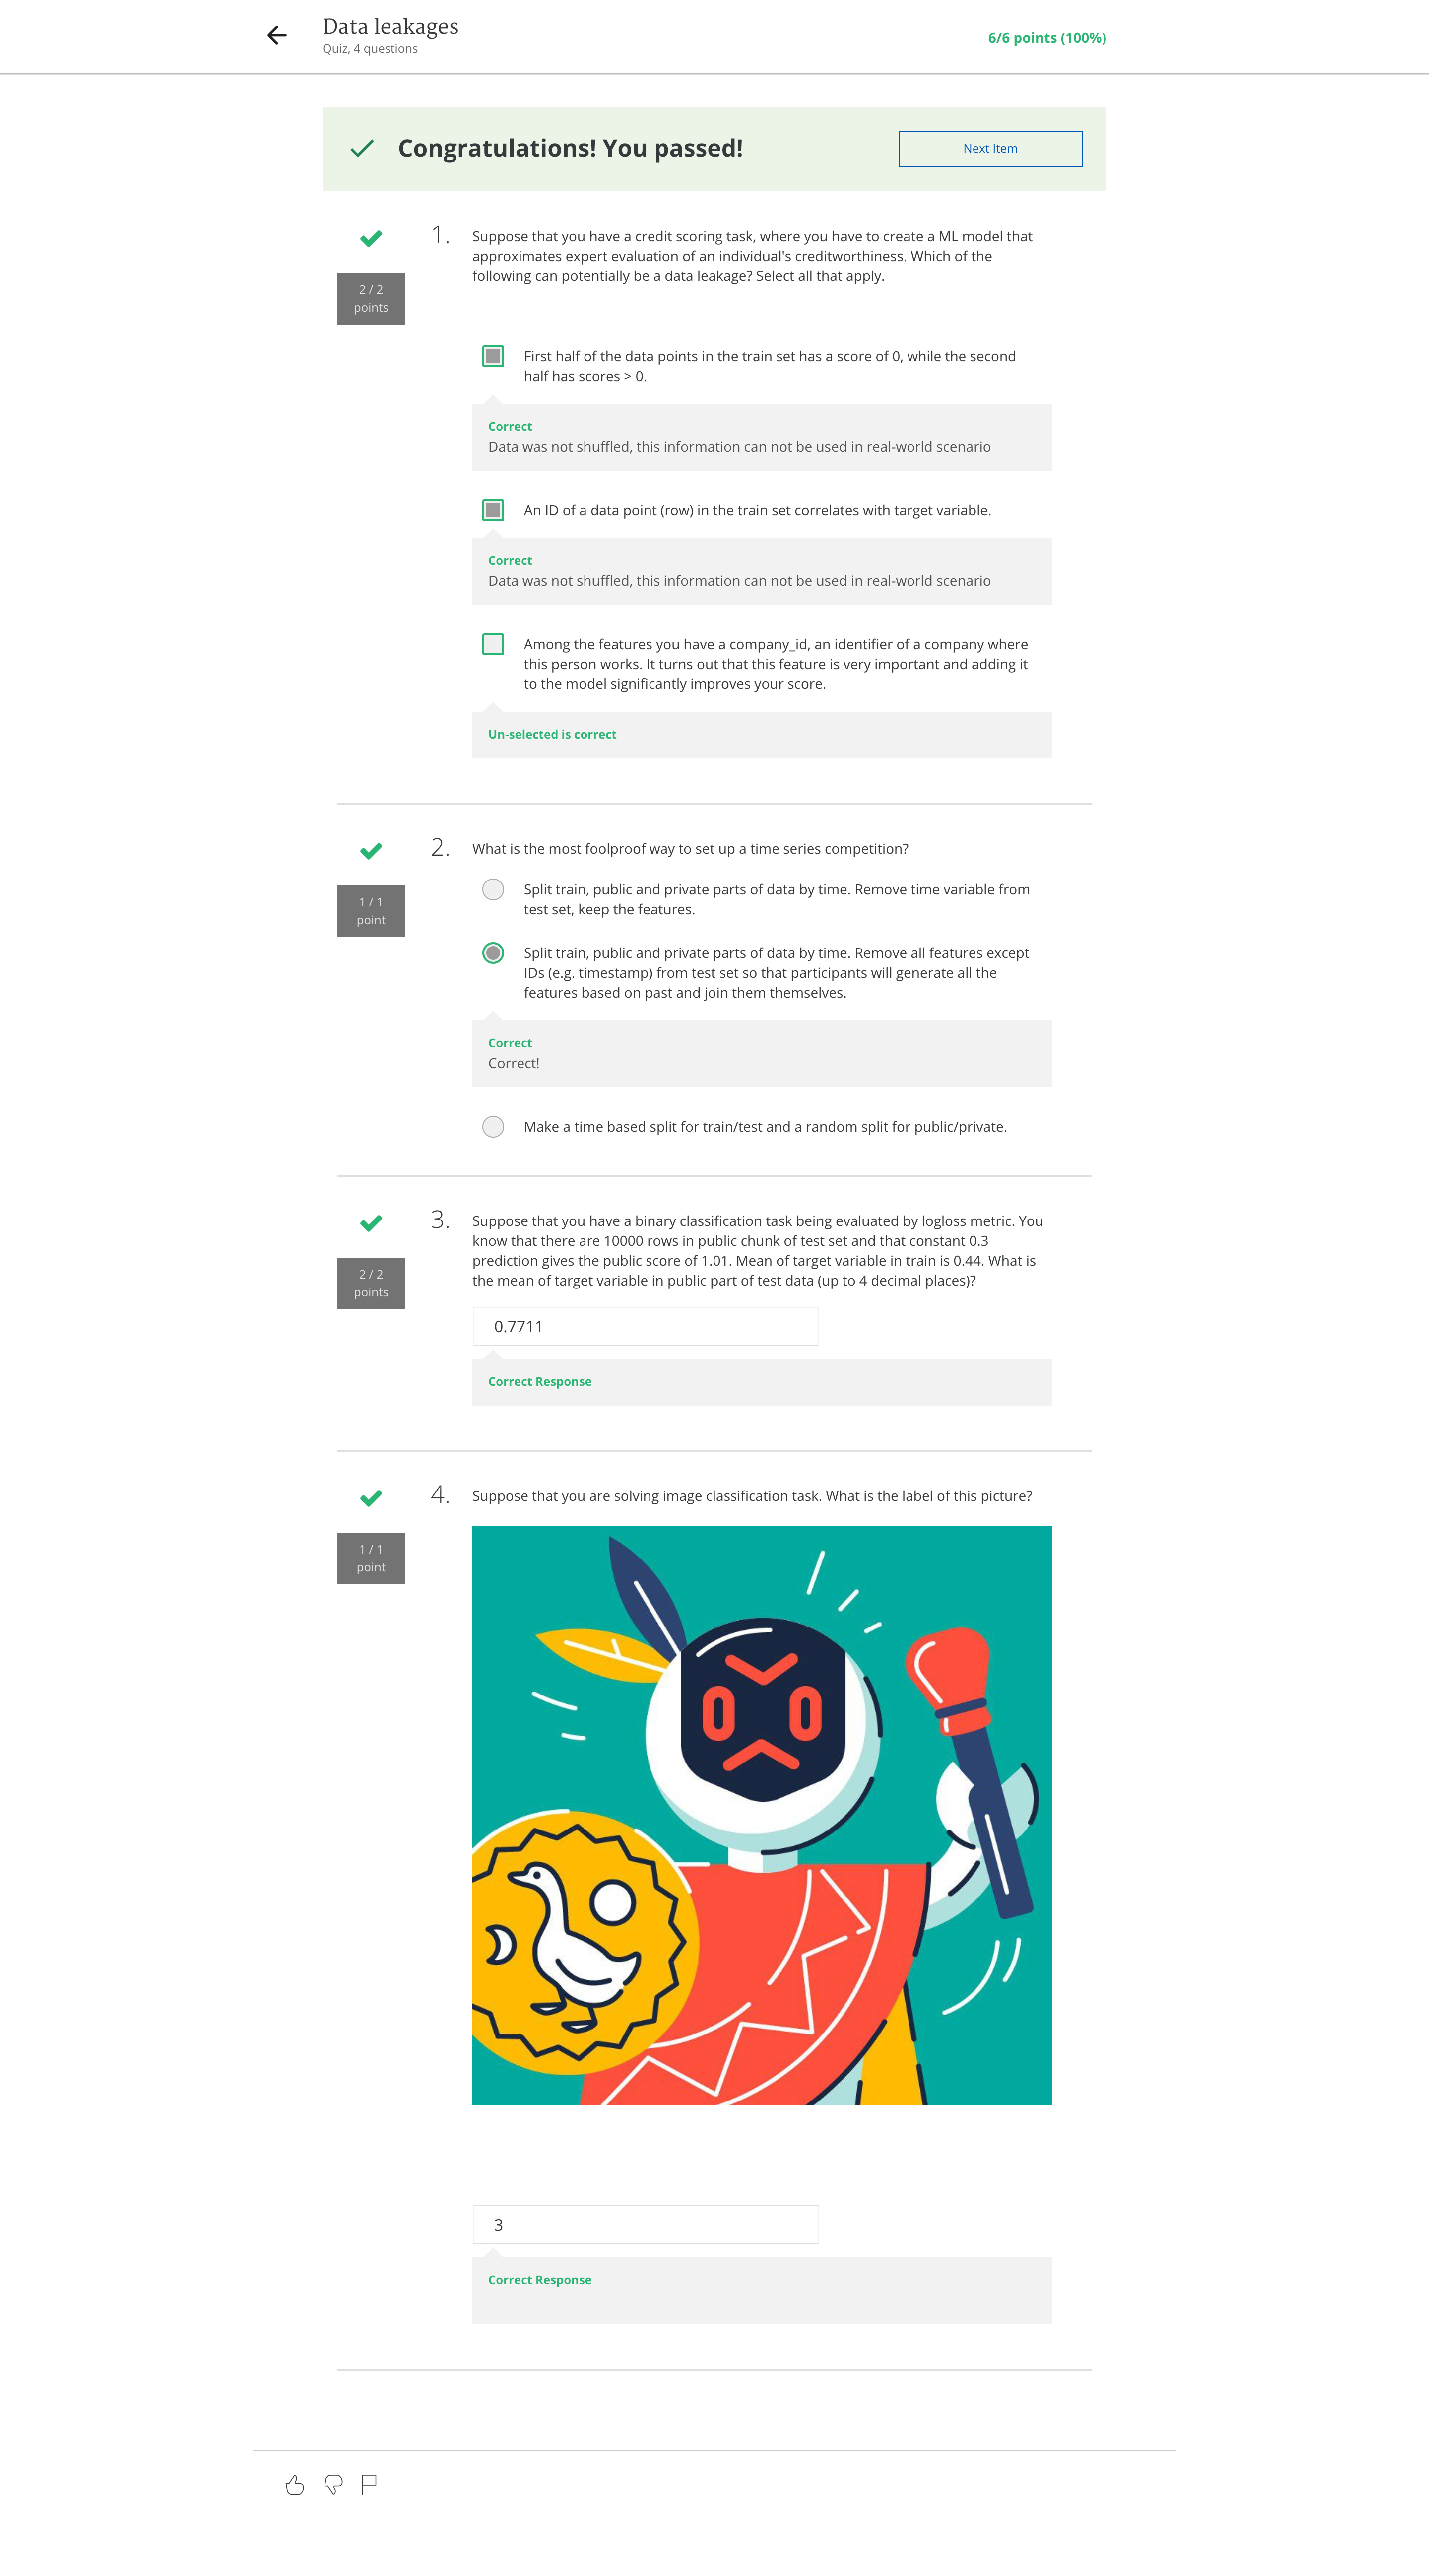 Data leakages
Quiz, 4 questions
6/6 points (100%)
Congratulations! You passed!
Next Item
2 / 2
points
1.
Suppose that you have a credit scoring task, where you have to create a ML model that
approximates expert evaluation of an individual's creditworthiness. Which of the
following can potentially be a data leakage? Select all that apply.
First half of the data points in the train set has a score of 0, while the second
half has scores > 0.
Correct
Data was not shuffled, this information can not be used in real-world scenario
An ID of a data point (row) in the train set correlates with target variable.
Correct
Data was not shuffled, this information can not be used in real-world scenario
Among the features you have a company_id, an identifier of a company where
this person works. It turns out that this feature is very important and adding it
to the model significantly improves your score.
Un-selected is correct
1 / 1
point
2.
What is the most foolproof way to set up a time series competition?
Split train, public and private parts of data by time. Remove time variable from
test set, keep the features.
Split train, public and private parts of data by time. Remove all features except
IDs (e.g. timestamp) from test set so that participants will generate all the
features based on past and join them themselves.
Correct
Correct!
Make a time based split for train/test and a random split for public/private.
2 / 2
points
3.
Suppose that you have a binary classification task being evaluated by logloss metric. You
know that there are 10000 rows in public chunk of test set and that constant 0.3
prediction gives the public score of 1.01. Mean of target variable in train is 0.44. What is
the mean of target variable in public part of test data (up to 4 decimal places)?
0.7711
Correct Response
1 / 1
point
4.
Suppose that you are solving image classification task. What is the label of this picture?
3
Correct Response